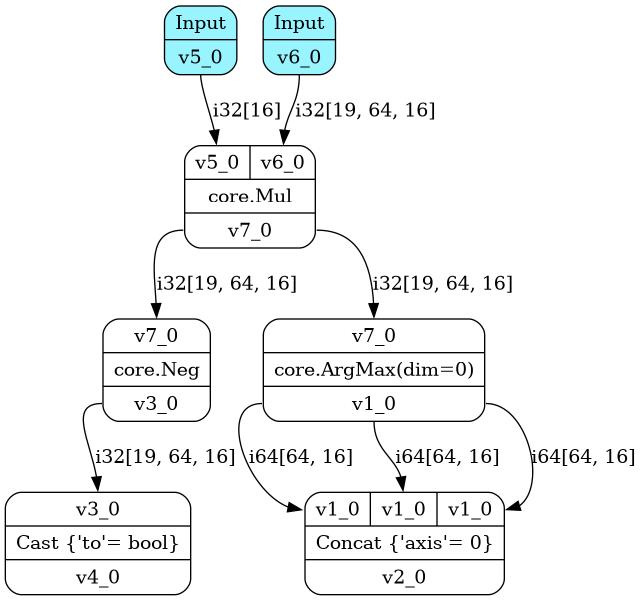 Input
v5_0
Input
v6_0
i32[16]
i32[19, 64, 16]
v5_0
v6_0
core.Mul
v7_0
i32[19, 64, 16]
i32[19, 64, 16]
v7_0
core.Neg
v3_0
v7_0
core.ArgMax(dim=0)
v1_0
i32[19, 64, 16]
i64[64, 16]
i64[64, 16]
i64[64, 16]
v3_0
Cast {'to'= bool}
v4_0
v1_0
v1_0
v1_0
Concat {'axis'= 0}
v2_0